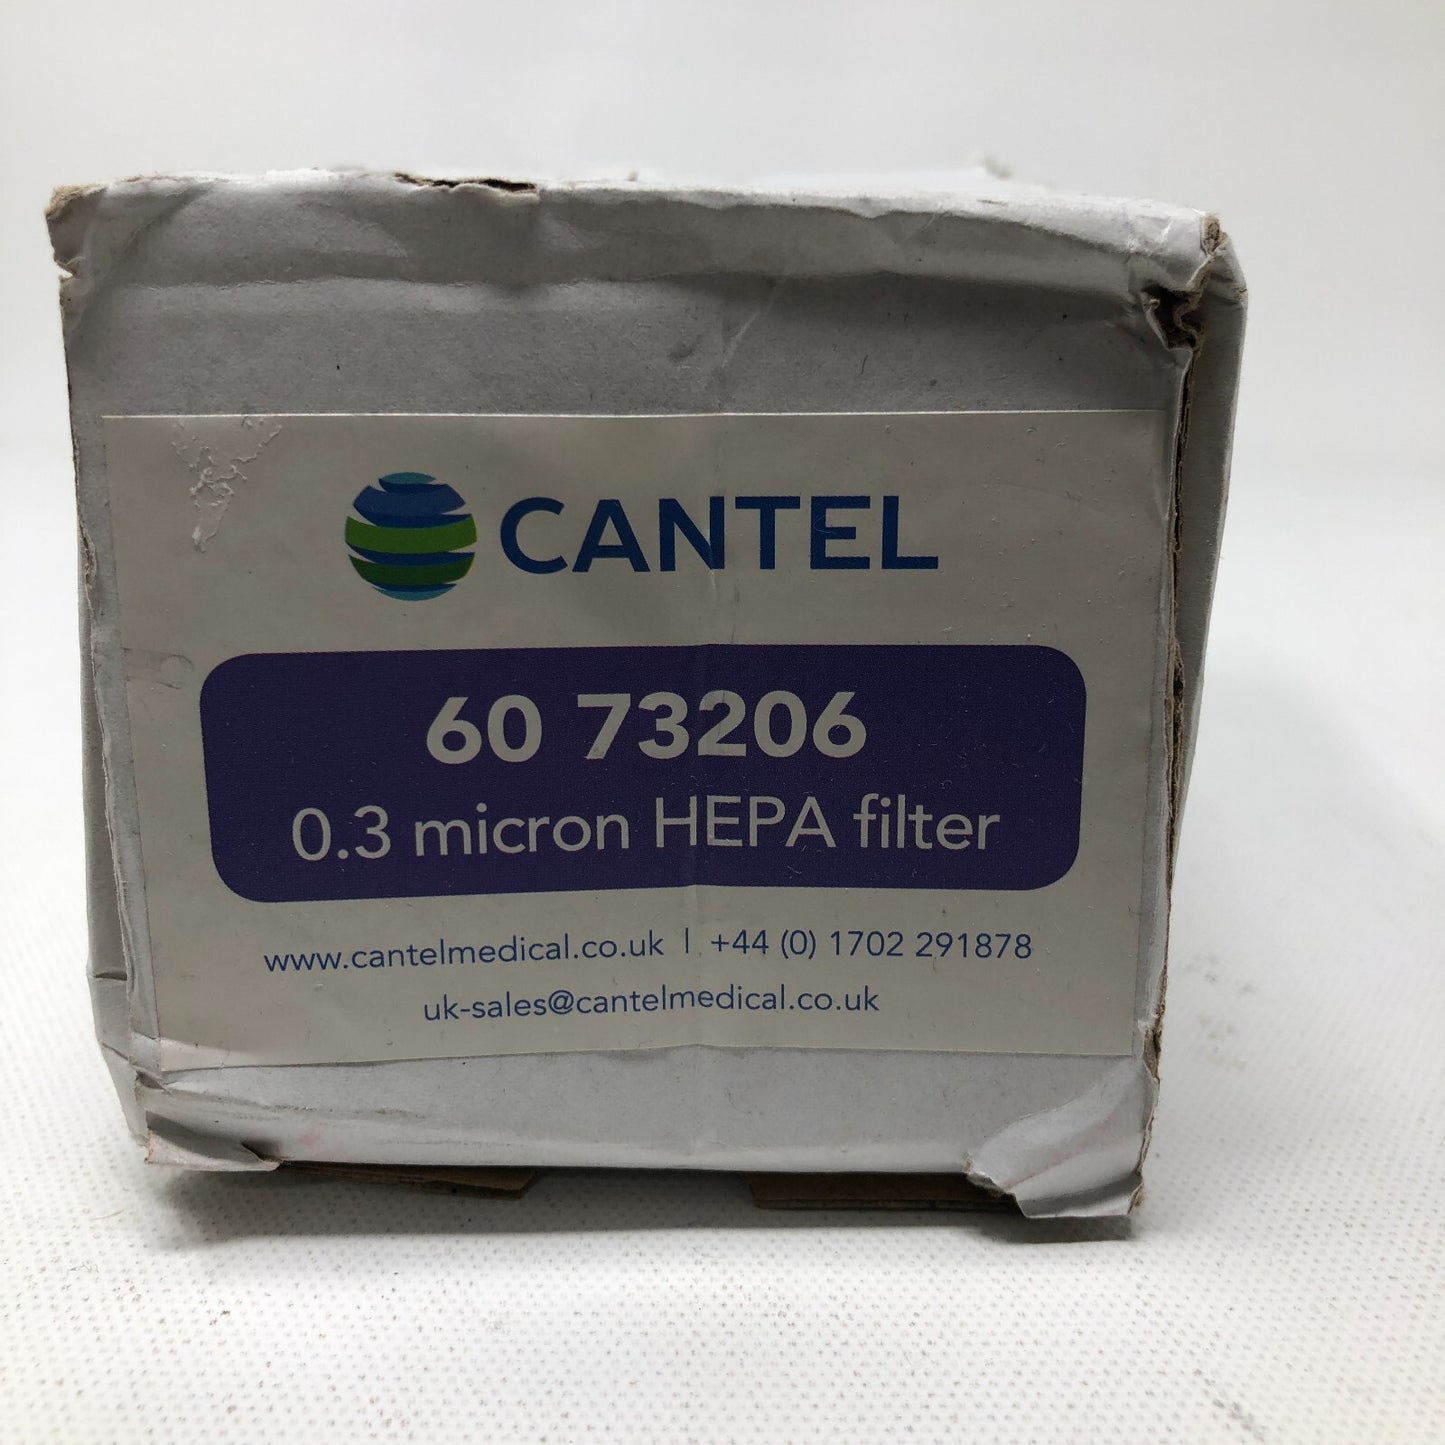 CANTEL
60 73206
0.3 micron HEPA filter
www.cantelmedical.co.uk | +44 (0) 1702 291878
uk-sales@cantelmedical.co.uk